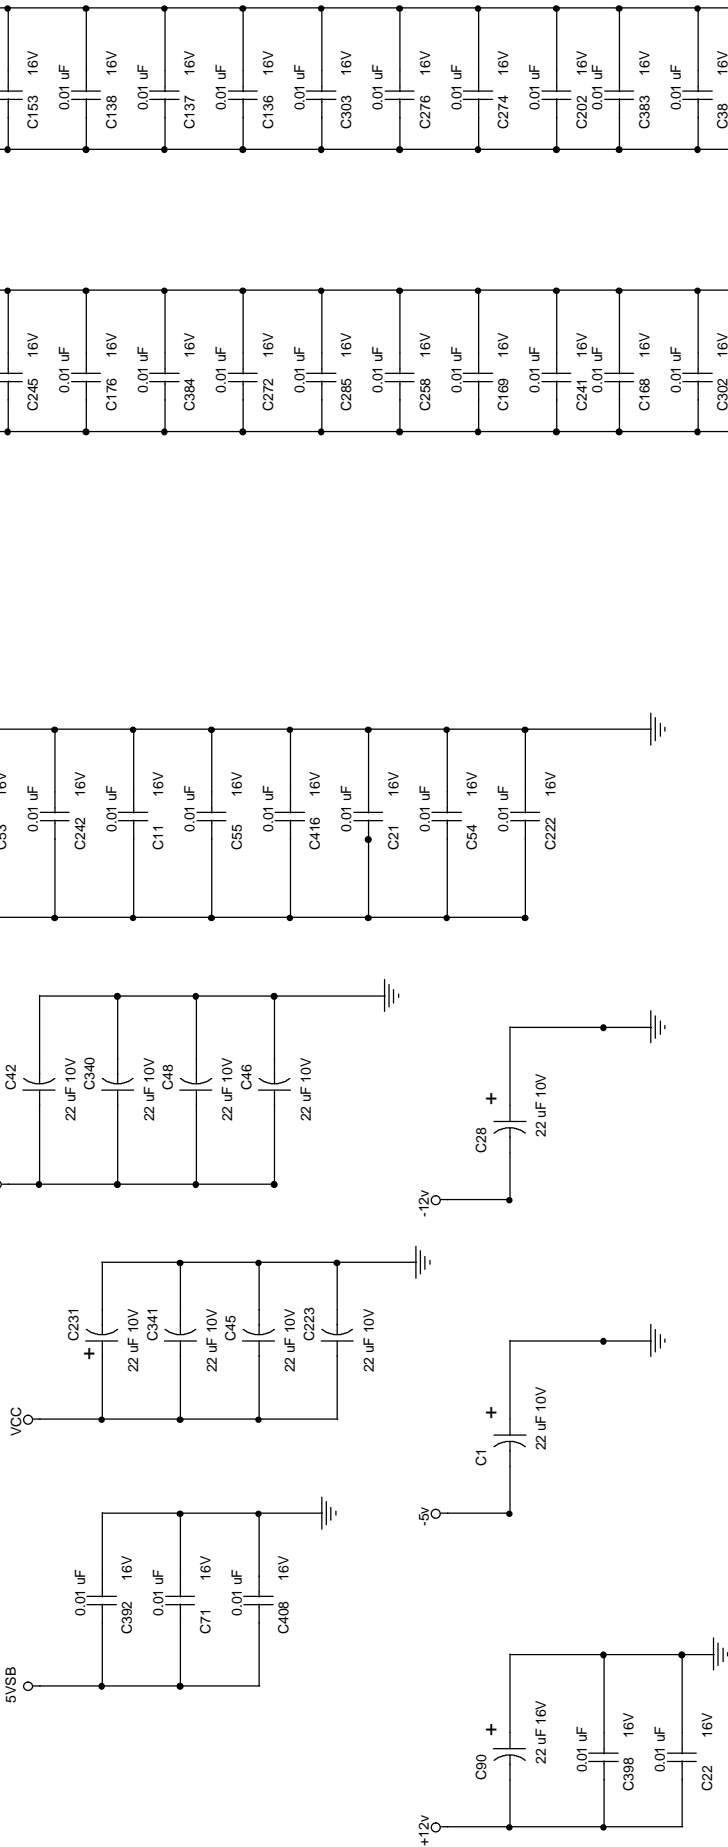 16V
C153
0.01 uF
16V
C138
0.01 uF
16V
C137
0.01 uF
16V
C136
0.01 uF
16V
C303
0.01 uF
16V
C276
0.01 uF
16V
C274
0.01 uF
16V
C202
0.01 uF
16V
C383
0.01 uF
16V
C38
16V
C245
0.01 uF
16V
C176
0.01 uF
16V
C384
0.01 uF
16V
C272
0.01 uF
16V
C285
0.01 uF
16V
C258
0.01 uF
16V
C169
0.01 uF
16V
C241
0.01 uF
16V
C168
0.01 uF
16V
C302
16V
C53
0.01 uF
16V
C242
0.01 uF
16V
C11
0.01 uF
16V
C55
0.01 uF
16V
C416
0.01 uF
16V
C21
0.01 uF
16V
C54
0.01 uF
16V
C222
C42
22 uF 10V
C340
22 uF 10V
C48
22 uF 10V
C46
22 uF 10V
-12v
C28
+
22 uF 10V
VCC
C231
+
22 uF 10V
C341
22 uF 10V
C45
22 uF 10V
C223
22 uF 10V
-5v
C1
+
22 uF 10V
5VSB
0.01 uF
16V
C392
0.01 uF
16V
C71
0.01 uF
16V
C408
+12v
C90
+
22 uF 16V
0.01 uF
16V
C398
0.01 uF
16V
C22